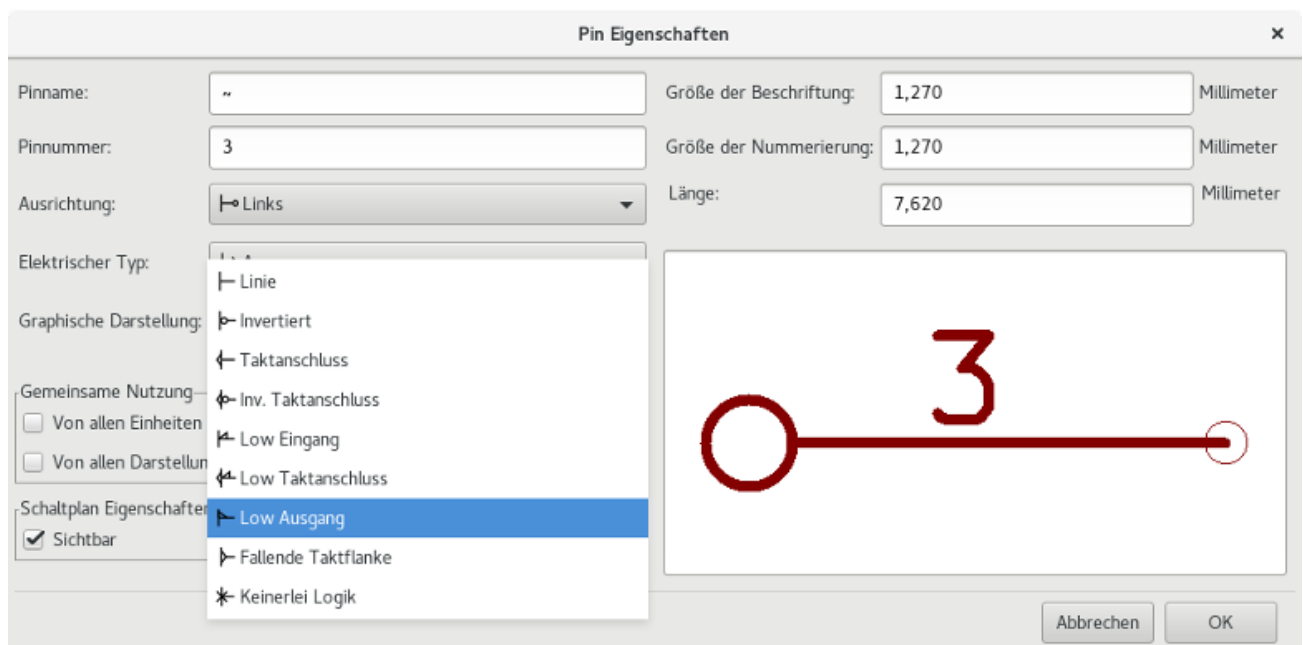 Pin Eigenschaften
Pinname: ~
Pinnummer: 3
Ausrichtung: Links
Elektrischer Typ:
Graphische Darstellung:
Linie
Invertiert
Taktanschluss
Inv. Taktanschluss
Low Eingang
Low Taktanschluss
Low Ausgang
Fallende Taktflanke
Keinerlei Logik
Gemeinsame Nutzung
Von allen Einheiten
Von allen
Schaltplan
Sichtbar
Größe der Beschriftung: 1,270 Millimeter
Größe der Nummerierung: 1,270 Millimeter
Länge: 7,620 Millimeter
3
Abbrechen OK